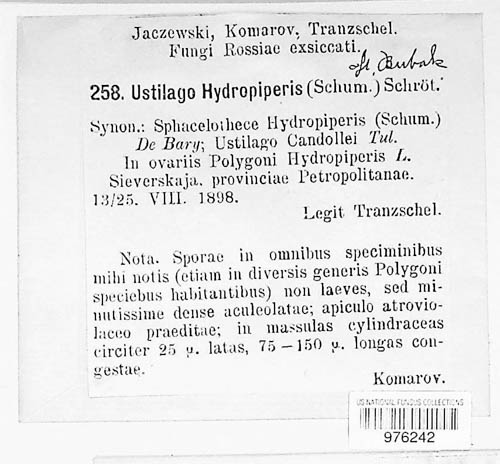 Jaczewski, Komarov, Tranzschel.
Fungi Rossiae exsiccati.
258. Ustilago Hydropiperis (Schum.) Schröt.
Synon.: Sphacelothece Hydropiperis (Schum.)
De Bary; Ustilago Candollei Tul.
In ovariis Polygoni Hydropiperis L.
Sieverskaja, provinciae Petropolitanae.
13/25. VIII. 1898.
Legit Tranzschel.
Nota. Sporae in omnibus speciminibus
mihi notis (etiam in diversis generis Polygoni
speciebus habitantibus) non laeves, sed mi-
nutissime dense aculeolatae; apiculo atrovio-
laceo praeditae; in massulas cylindraceas
circiter 25 μ. latas, 75 – 150 μ. longas con-
gestae.
Komarov.
US NATIONAL FUNGUS COLLECTIONS
976242